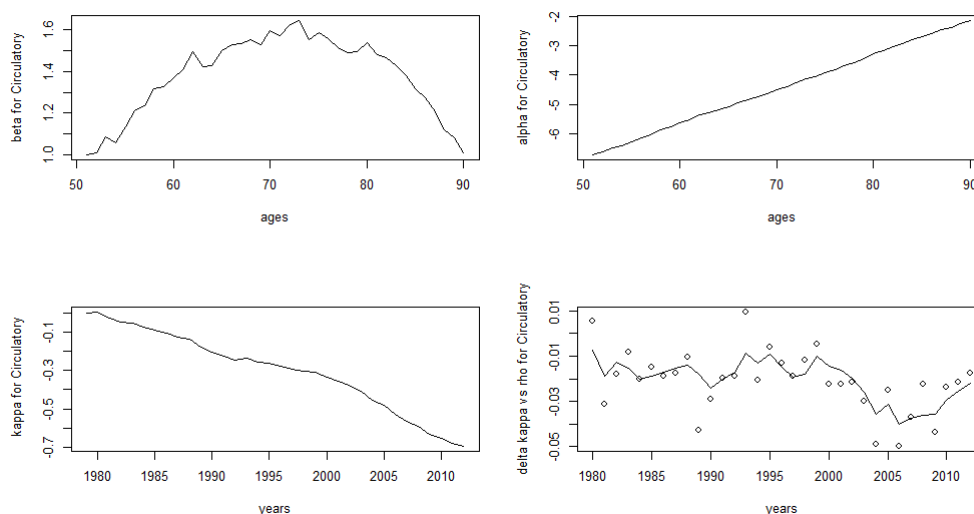 beta for Circulatory
1.0 1.2 1.4 1.6
50 60 70 80 90
ages
alpha for Circulatory
-6 -5 -4 -3 -2
50 60 70 80 90
ages
kappa for Circulatory
-0.7 -0.5 -0.3 -0.1
1980 1985 1990 1995 2000 2005 2010
years
delta kappa vs rho for Circulatory
-0.05 -0.03 -0.01 0.01
1980 1985 1990 1995 2000 2005 2010
years